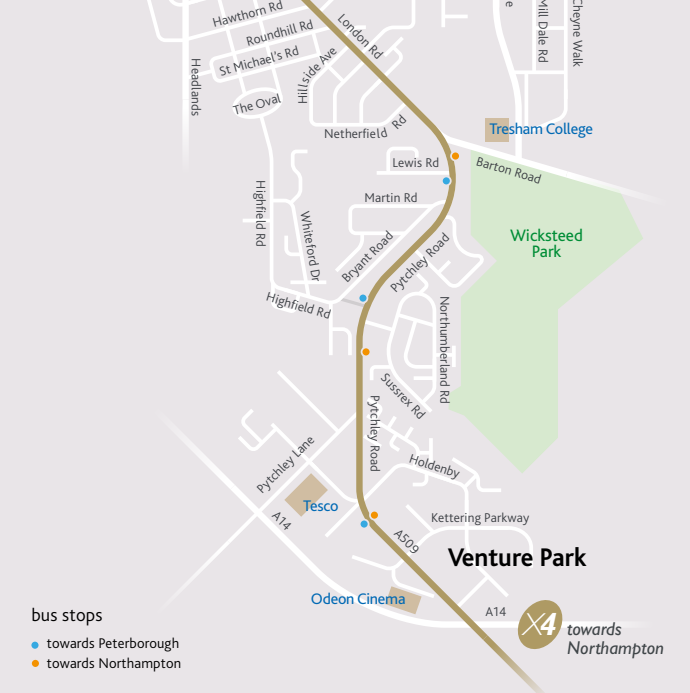 Hawthorn Rd
Roundhill Rd
St Michael's Rd
Headlands
The Oval
Hillside Ave
London Rd
e
Mill Dale Rd
Cheyne Walk
Netherfield Rd
Tresham College
Lewis Rd
Barton Road
Martin Rd
Highfield Rd
Whiteford Dr
Bryant Road
Pytchley Road
Wicksteed
Park
Highfield Rd
Northumberland Rd
Sussrex Rd
Pytchley Road
Pytchley Lane
Holdenby
Tesco
A14
A509
Kettering Parkway
Venture Park
Odeon Cinema
A14
X4
towards
Northampton
bus stops
towards Peterborough
towards Northampton